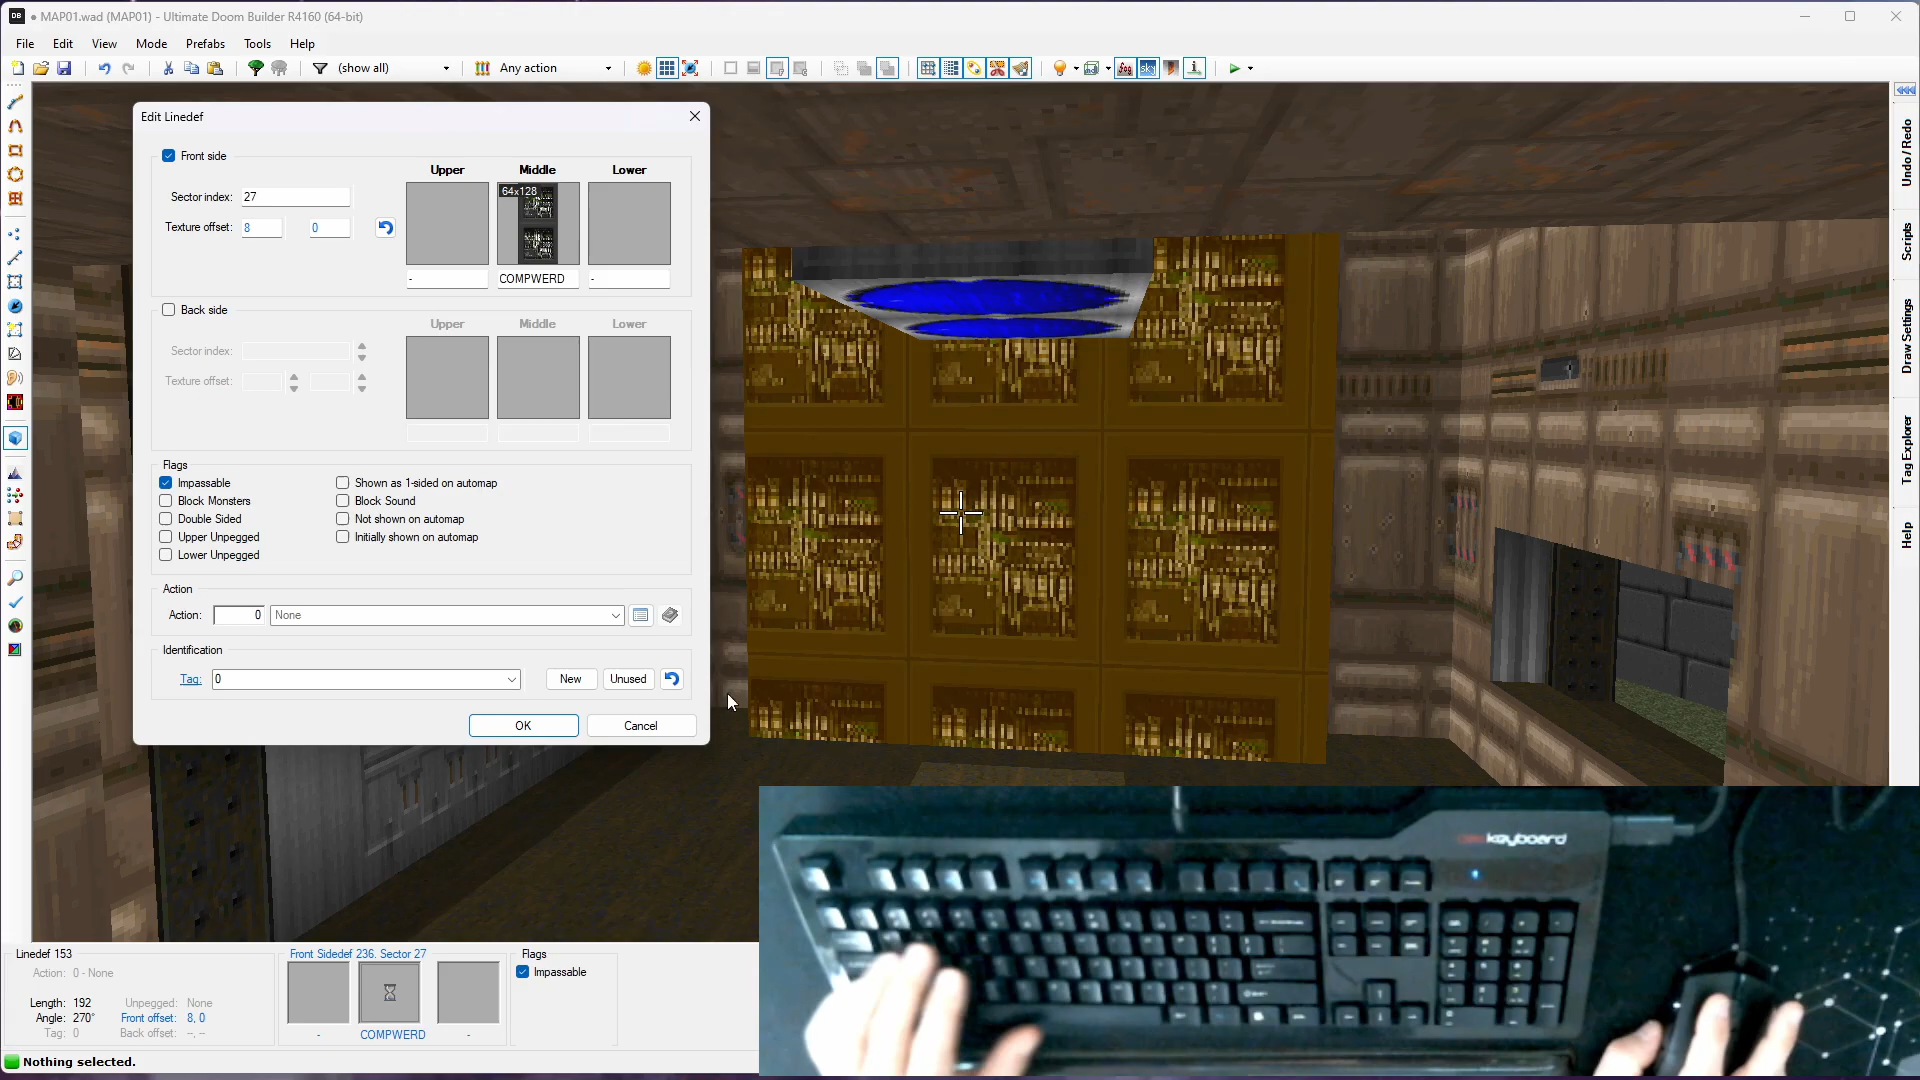 DB
• MAP01.wad (MAP01) - Ultimate Doom Builder R4160 (64-bit)
File Edit View Mode Prefabs Tools Help
(show all)
Any action
fog
sky
Edit Linedef
Front side
Upper Middle Lower
64x128
Sector index: 27
Texture offset: 8 0
- COMPWERD -
Back side
Upper Middle Lower
Sector index:
Texture offset:
Flags
Impassable
Block Monsters
Double Sided
Upper Unpegged
Lower Unpegged
Shown as 1-sided on automap
Block Sound
Not shown on automap
Initially shown on automap
Action
Action: 0 None
Identification
Tag: 0
New Unused
OK Cancel
Undo / Redo
Scripts
Draw Settings
Tag Explorer
Help
Linedef 153
Action: 0 - None
Length: 192 Unpegged: None
Angle: 270° Front offset: 8, 0
Tag: 0 Back offset: --, --
Front Sidedef 236. Sector 27
- COMPWERD -
Flags
Impassable
Nothing selected.
keyboard